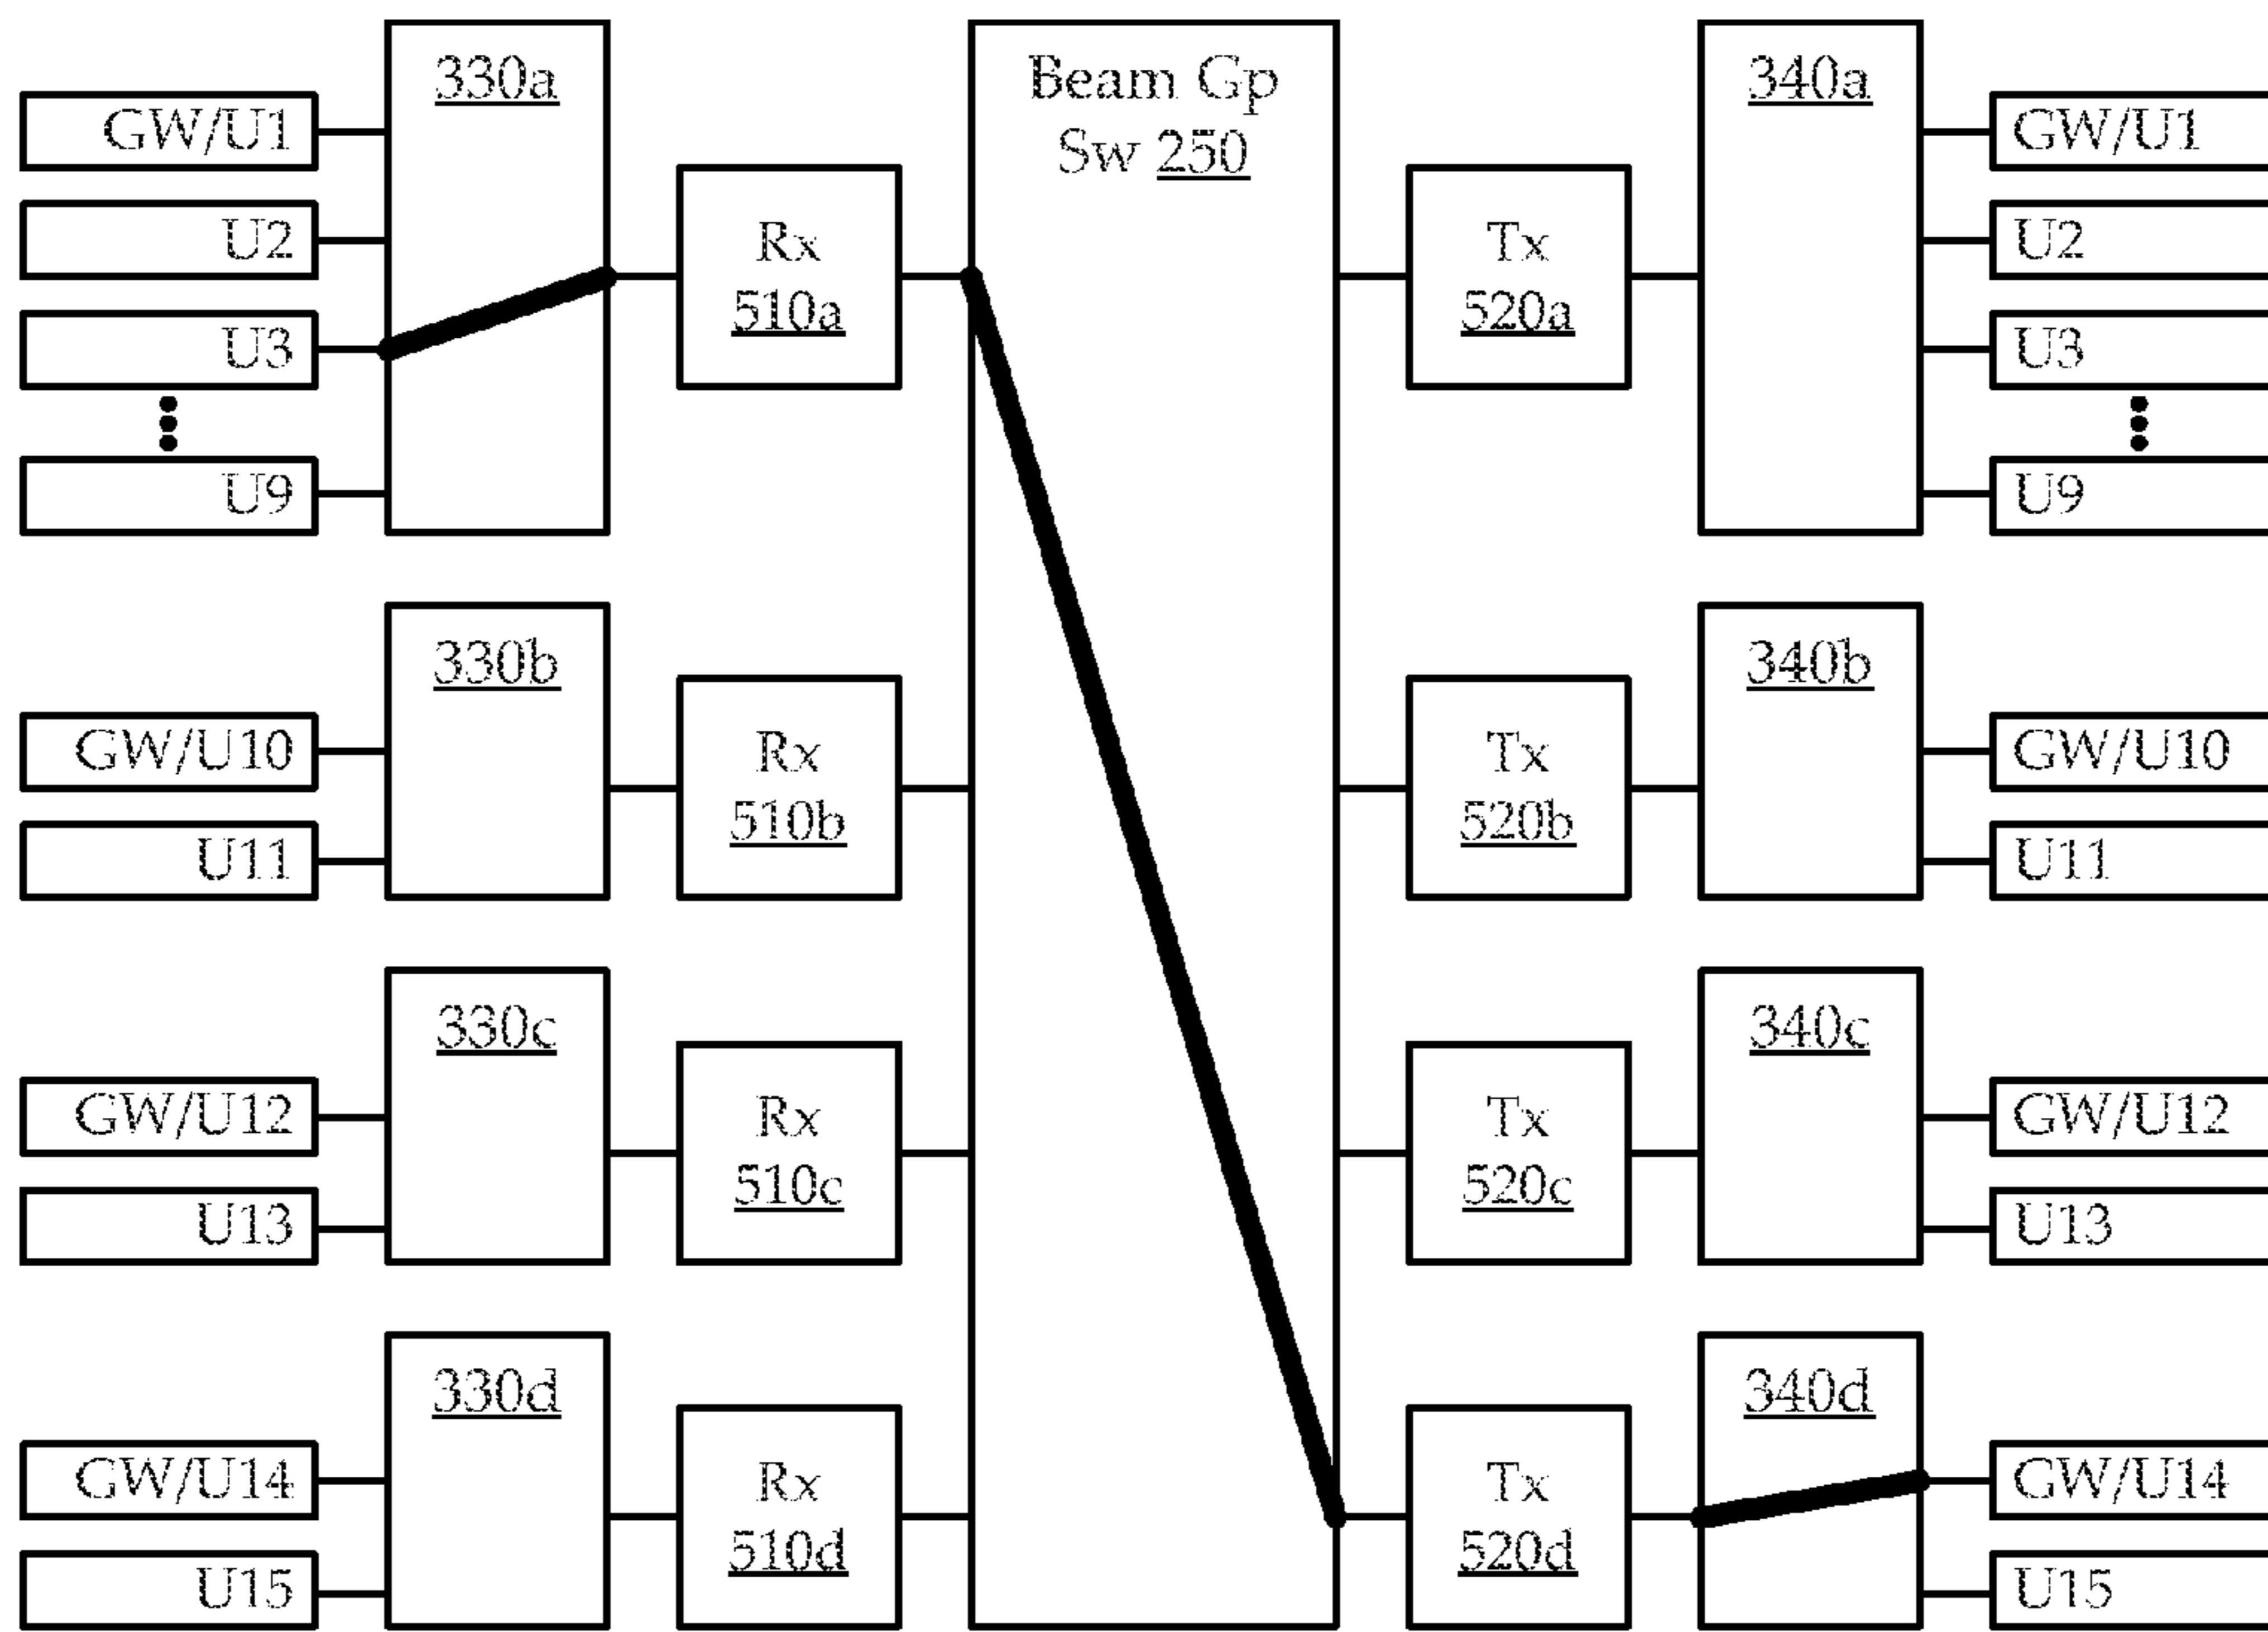 GW/U1
U2
U3
U9
330a
Rx
510a
Beam Gp
Sw 250
Tx
520a
340a
GW/U1
U2
U3
U9
GW/U10
U11
330b
Rx
510b
Tx
520b
340b
GW/U10
U11
GW/U12
U13
330c
Rx
510c
Tx
520c
340c
GW/U12
U13
GW/U14
U15
330d
Rx
510d
Tx
520d
340d
GW/U14
U15